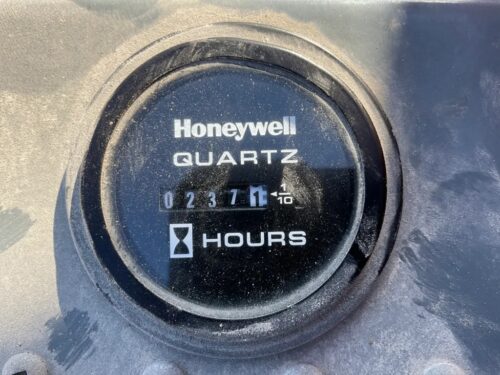 Honeywell
QUARTZ
02371 ◄ 1/10
HOURS